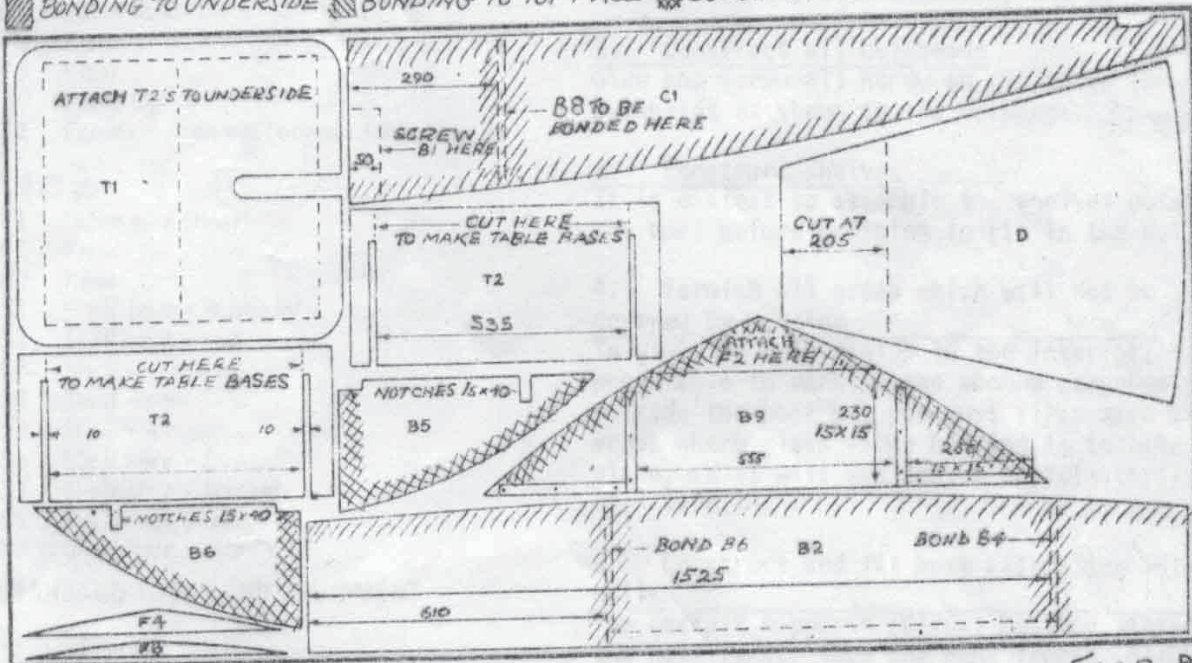 BONDING TO UNDERSIDE
BONDING TO TOP FACE
ATTACH T2'S TO UNDERSIDE
T1
290
SCREW
B1 HERE
50
B8 TO BE
BONDED HERE
C1
CUT HERE
TO MAKE TABLE BASES
T2
535
CUT AT
205
D
CUT HERE
TO MAKE TABLE BASES
T2
10
10
NOTCHES 15x40
B5
ATTACH
F2 HERE
B9
230
15X15
555
15x15
NOTCHES 15x40
B6
F4
BOND B6
B2
BOND B4
1525
610